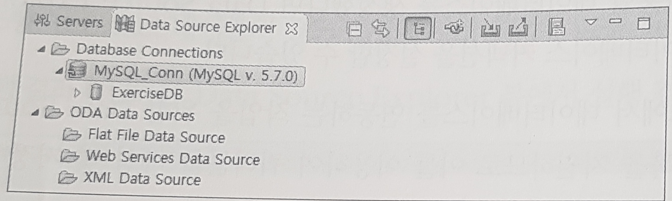 Servers Data Source Explorer
Database Connections
MySQL_Conn (MySQL v. 5.7.0)
ExerciseDB
ODA Data Sources
Flat File Data Source
Web Services Data Source
XML Data Source